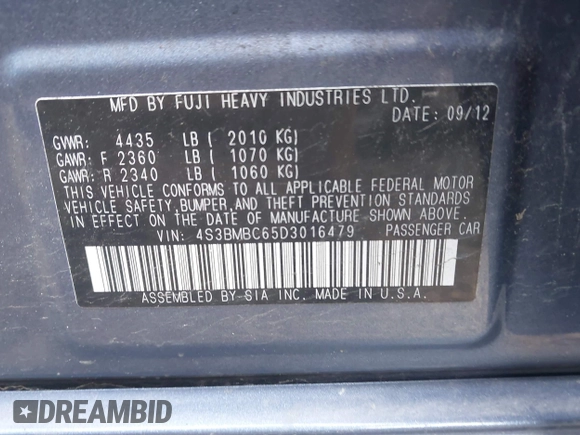 MFD BY FUJI HEAVY INDUSTRIES LTD.
DATE: 09/12
GVWR: 4435 LB ( 2010 KG)
GAWR: F 2360 LB ( 1070 KG)
GAWR: R 2340 LB ( 1060 KG)
THIS VEHICLE CONFORMS TO ALL APPLICABLE FEDERAL MOTOR
VEHICLE SAFETY,BUMPER,AND THEFT PREVENTION STANDARDS
IN EFFECT ON THE DATE OF MANUFACTURE SHOWN ABOVE.
VIN: 4S3BMBC65D3016479 PASSENGER CAR
ASSEMBLED BY SIA INC. MADE IN U.S.A.
DREAMBID